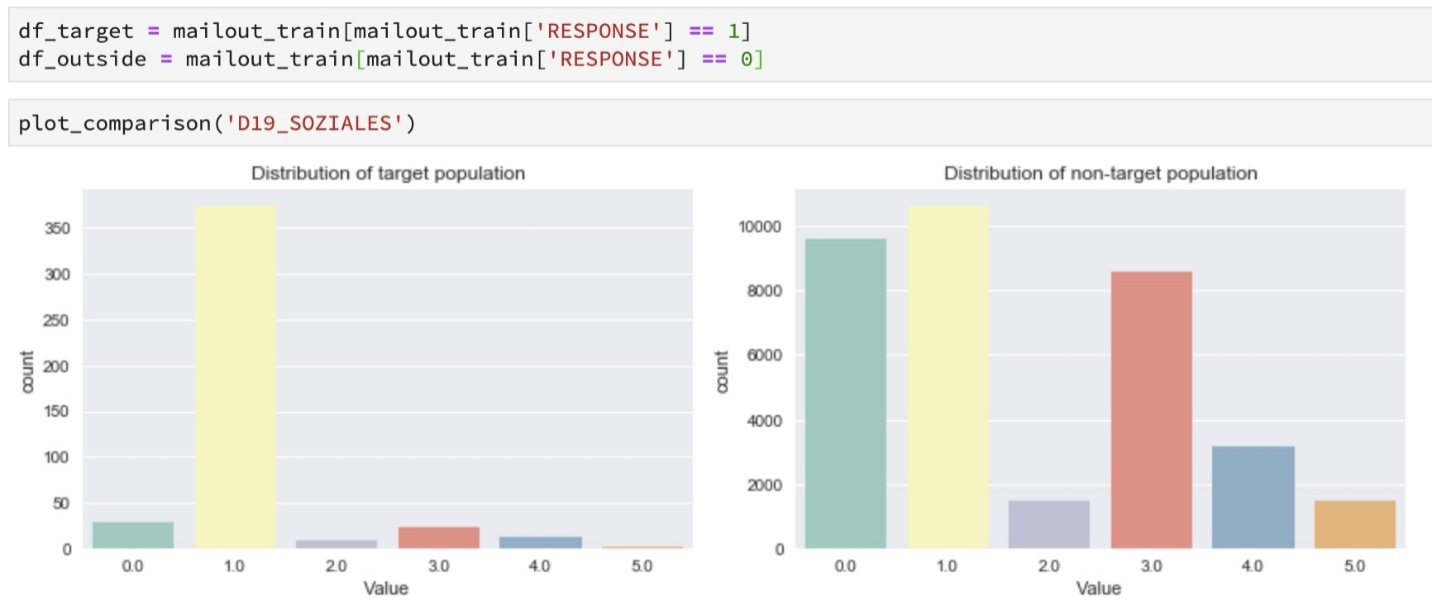 df_target = mailout_train[mailout_train['RESPONSE'] == 1]
df_outside = mailout_train[mailout_train['RESPONSE'] == 0]
plot_comparison('D19_SOZIALES')
Distribution of target population
350
300
250
200
150
100
50
0
count
0.0 1.0 2.0 3.0 4.0 5.0
Value
Distribution of non-target population
10000
8000
6000
4000
2000
0
count
0.0 1.0 2.0 3.0 4.0 5.0
Value